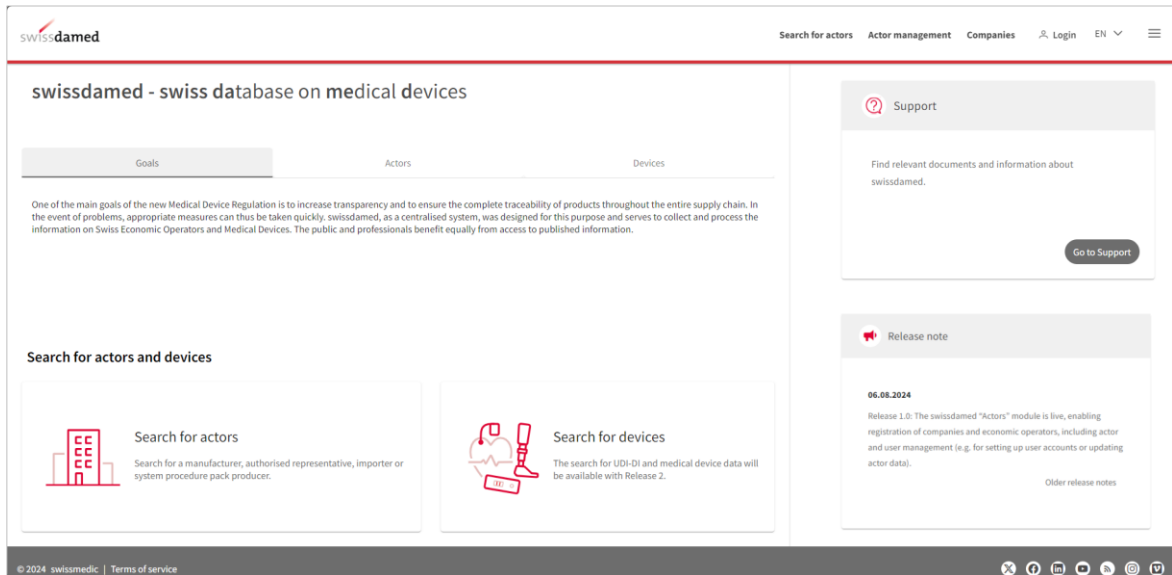 swissdamed
Search for actors Actor management Companies Login EN
swissdamed - swiss database on medical devices
Goals Actors Devices
One of the main goals of the new Medical Device Regulation is to increase transparency and to ensure the complete traceability of products throughout the entire supply chain. In
the event of problems, appropriate measures can thus be taken quickly. swissdamed, as a centralised system, was designed for this purpose and serves to collect and process the
information on Swiss Economic Operators and Medical Devices. The public and professionals benefit equally from access to published information.
Search for actors and devices
Search for actors
Search for a manufacturer, authorised representative, importer or
system procedure pack producer.
Search for devices
The search for UDI-DI and medical device data will
be available with Release 2.
Support
Find relevant documents and information about
swissdamed.
Go to Support
Release note
06.08.2024
Release 1.0: The swissdamed "Actors" module is live, enabling
registration of companies and economic operators, including actor
and user management (e.g. for setting up user accounts or updating
actor data).
Older release notes
© 2024 swissmedic | Terms of service